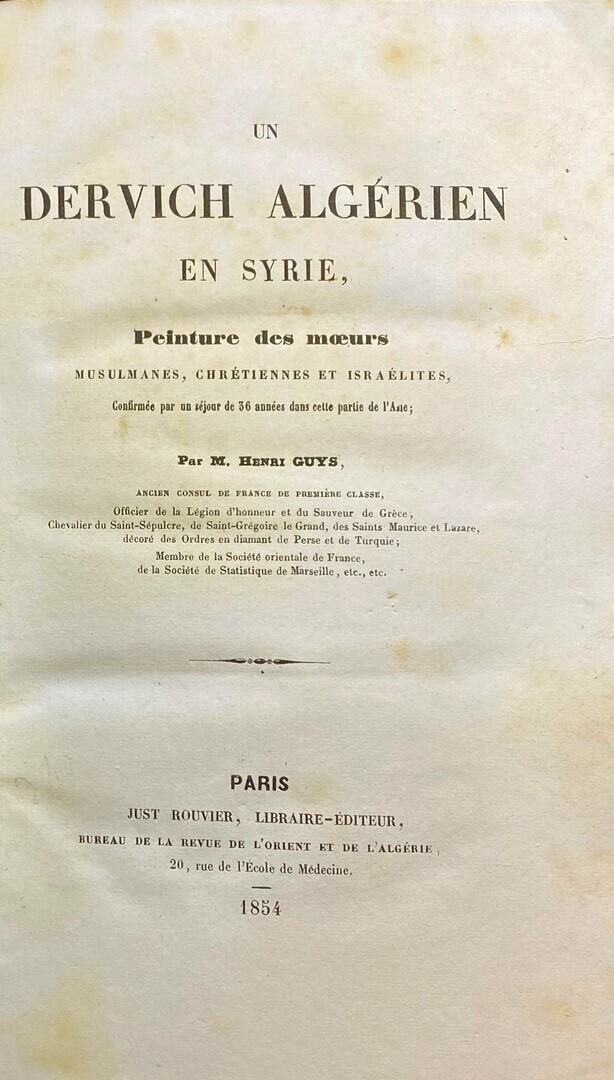 UN
DERVICH ALGÉRIEN
EN SYRIE,
Peinture des mœurs
MUSULMANES, CHRÉTIENNES ET ISRAÉLITES,
Confirmée par un séjour de 36 années dans cette partie de l'Asie;
Par M. HENRI GUYS,
ANCIEN CONSUL DE FRANCE DE PREMIÈRE CLASSE,
Officier de la Légion d'honneur et du Sauveur de Grèce,
Chevalier du Saint-Sépulcre, de Saint-Grégoire le Grand, des Saints Maurice et Lazare,
décoré des Ordres en diamant de Perse et de Turquie;
Membre de la Société orientale de France,
de la Société de Statistique de Marseille, etc., etc.
PARIS
JUST ROUVIER, LIBRAIRE-ÉDITEUR,
BUREAU DE LA REVUE DE L'ORIENT ET DE L'ALGÉRIE,
20, rue de l'École de Médecine.
1854